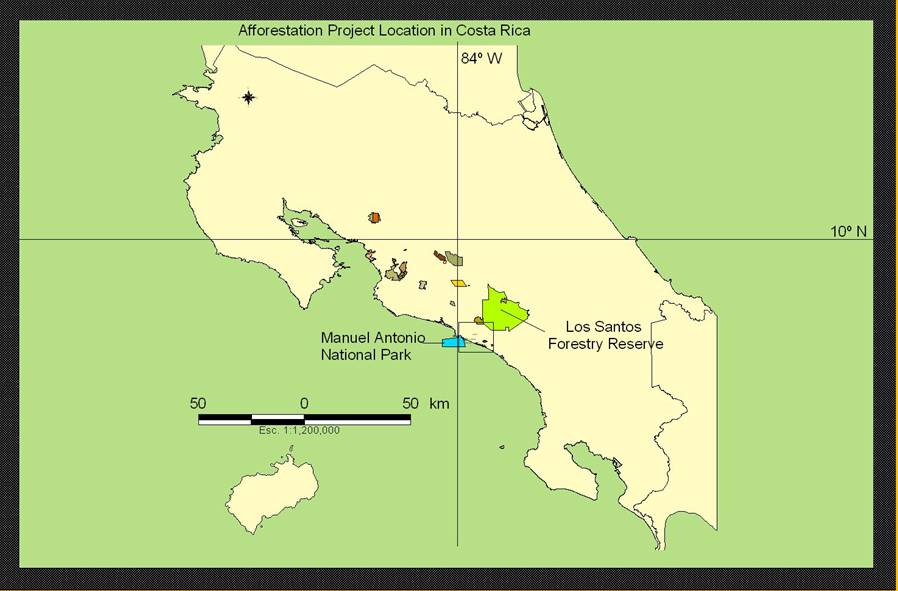 Afforestation Project Location in Costa Rica
84º W
10º N
Los Santos
Forestry Reserve
Manuel Antonio
National Park
50 0 50 km
Esc. 1:1,200,000